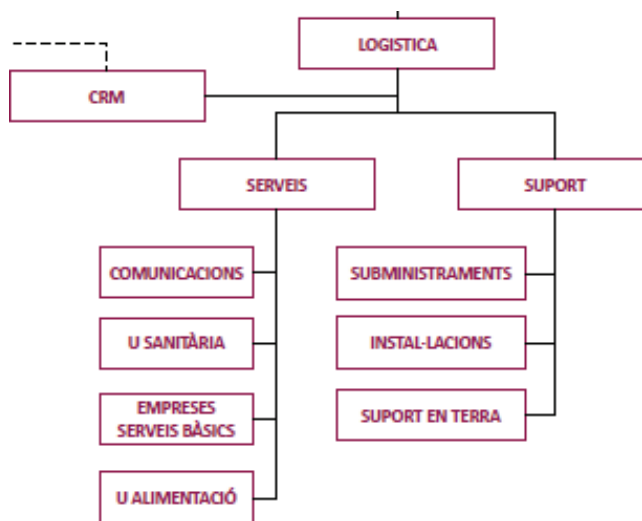 LOGISTICA
CRM
SERVEIS
SUPORT
COMUNICACIONS
SUBMINISTRAMENTS
U SANITÀRIA
INSTAL-LACIONS
EMPRESES
SERVEIS BÀSICS
SUPORT EN TERRA
U ALIMENTACIÓ